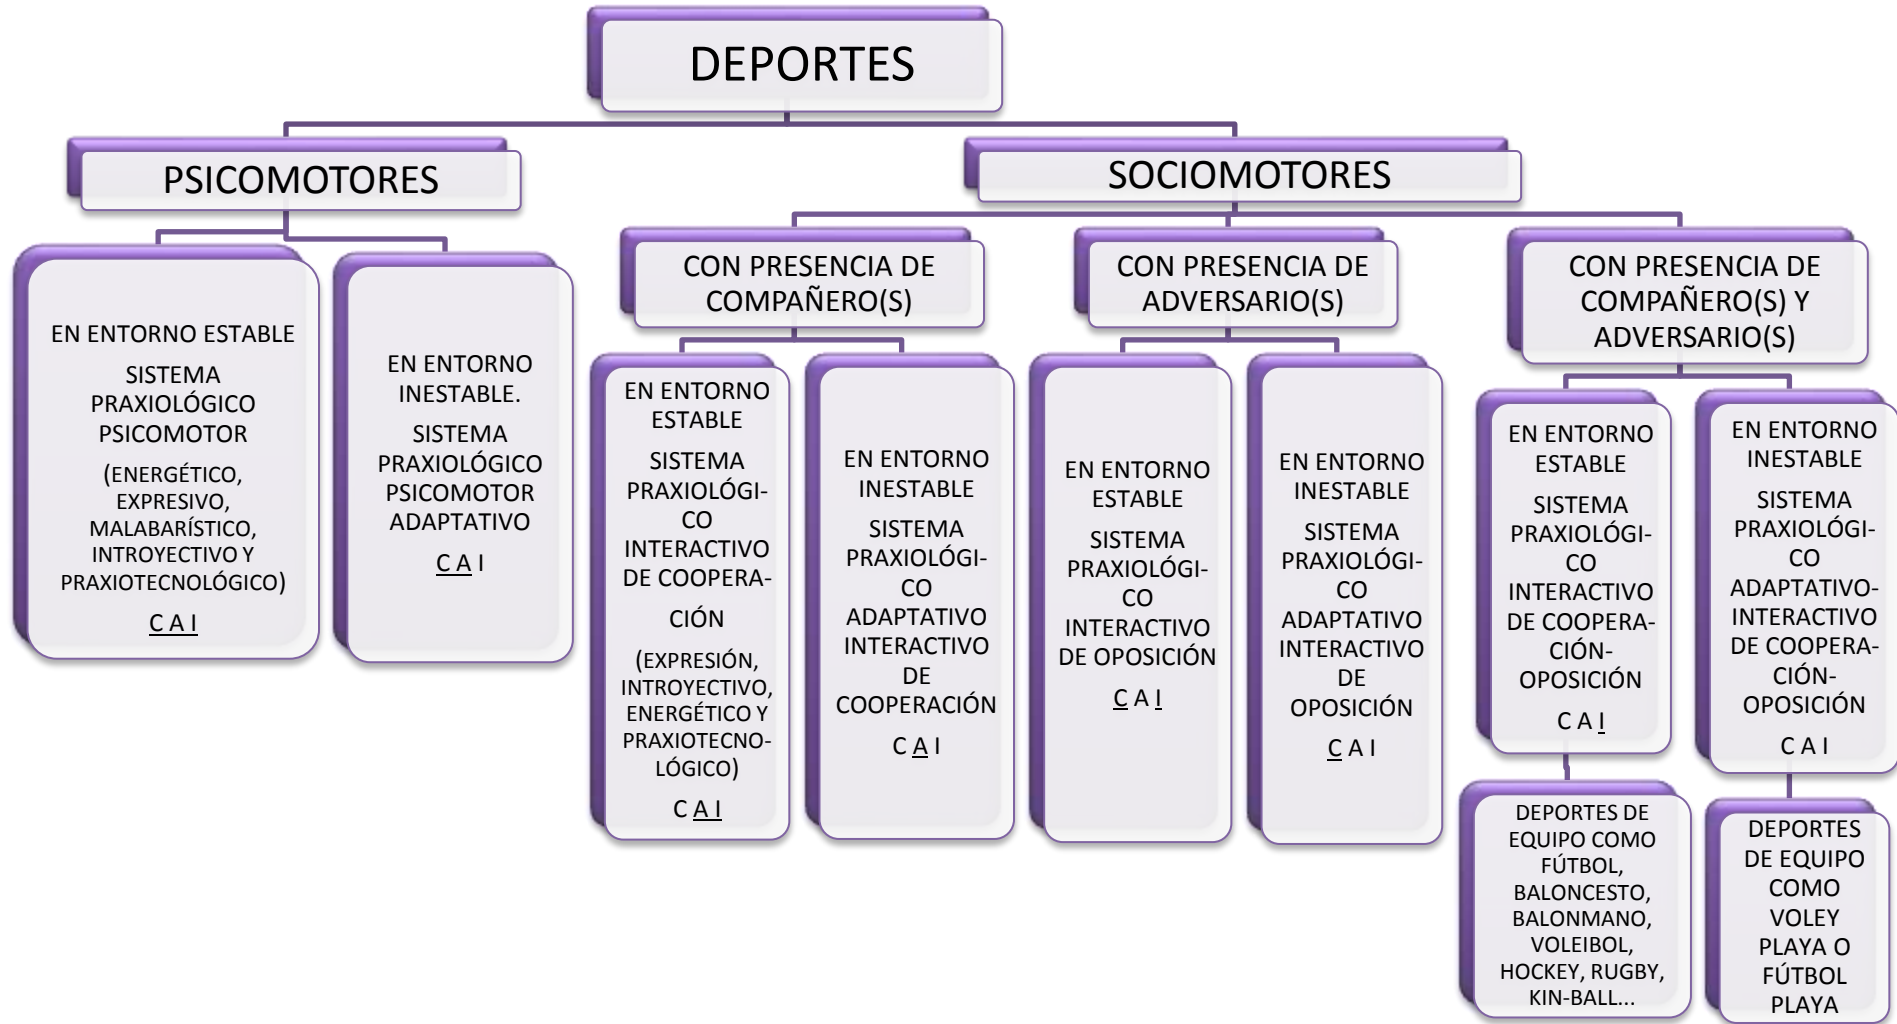 DEPORTES
PSICOMOTORES
SOCIOMOTORES
EN ENTORNO ESTABLE
SISTEMA
PRAXIOLÓGICO
PSICOMOTOR
(ENERGÉTICO,
EXPRESIVO,
MALABARÍSTICO,
INTROYECTIVO Y
PRAXIOTECNOLÓGICO)
C A I
EN ENTORNO
INESTABLE.
SISTEMA
PRAXIOLÓGICO
PSICOMOTOR
ADAPTATIVO
C A I
CON PRESENCIA DE
COMPAÑERO(S)
EN ENTORNO
ESTABLE
SISTEMA
PRAXIOLÓGI-
CO
INTERACTIVO
DE COOPERA-
CIÓN
(EXPRESIÓN,
INTROYECTIVO,
ENERGÉTICO Y
PRAXIOTECNO-
LÓGICO)
C A I
EN ENTORNO
INESTABLE
SISTEMA
PRAXIOLÓGI-
CO
ADAPTATIVO
INTERACTIVO
DE
COOPERACIÓN
C A I
CON PRESENCIA DE
ADVERSARIO(S)
EN ENTORNO
ESTABLE
SISTEMA
PRAXIOLÓGI-
CO
INTERACTIVO
DE OPOSICIÓN
C A I
EN ENTORNO
INESTABLE
SISTEMA
PRAXIOLÓGI-
CO
ADAPTATIVO
INTERACTIVO
DE
OPOSICIÓN
C A I
CON PRESENCIA DE
COMPAÑERO(S) Y
ADVERSARIO(S)
EN ENTORNO
ESTABLE
SISTEMA
PRAXIOLÓGI-
CO
INTERACTIVO
DE COOPERA-
CIÓN-
OPOSICIÓN
C A I
DEPORTES DE
EQUIPO COMO
FÚTBOL,
BALONCESTO,
BALONMANO,
VOLEIBOL,
HOCKEY, RUGBY,
KIN-BALL...
EN ENTORNO
INESTABLE
SISTEMA
PRAXIOLÓGI-
CO
ADAPTATIVO-
INTERACTIVO
DE COOPERA-
CIÓN-
OPOSICIÓN
C A I
DEPORTES
DE EQUIPO
COMO
VOLEY
PLAYA O
FÚTBOL
PLAYA